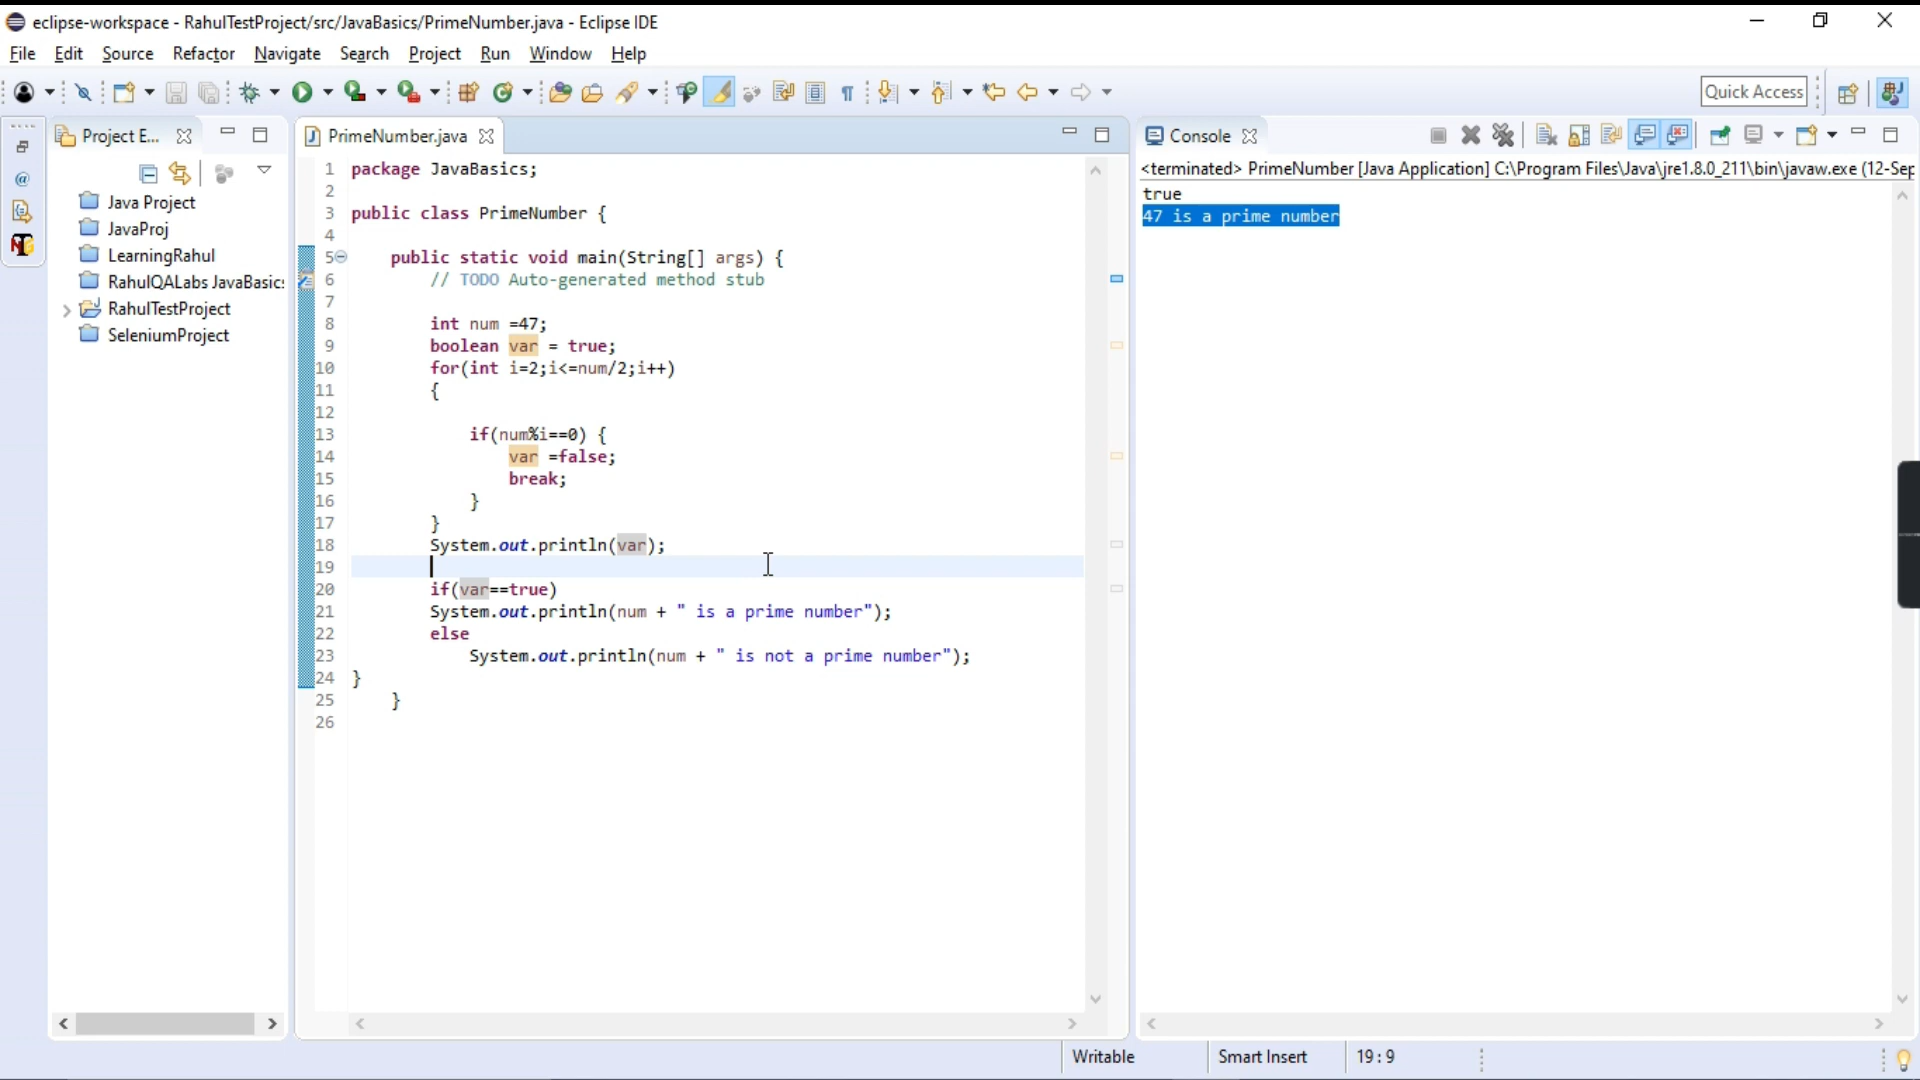 eclipse-workspace - RahulTestProject/src/JavaBasics/PrimeNumber.java - Eclipse IDE
File Edit Source Refactor Navigate Search Project Run Window Help
Quick Access
Project E...
Java Project
JavaProj
LearningRahul
RahulQALabs JavaBasics
RahulTestProject
SeleniumProject
PrimeNumber.java
1 package JavaBasics;
2
3 public class PrimeNumber {
4
5 public static void main(String[] args) {
6 // TODO Auto-generated method stub
7
8 int num =47;
9 boolean var = true;
10 for(int i=2;i<=num/2;i++)
11 {
12
13 if(num%i==0) {
14 var =false;
15 break;
16 }
17 }
18 System.out.println(var);
19
20 if(var==true)
21 System.out.println(num + " is a prime number");
22 else
23 System.out.println(num + " is not a prime number");
24 }
25 }
26
Console
<terminated> PrimeNumber [Java Application] C:\Program Files\Java\jre1.8.0_211\bin\javaw.exe (12-Sep
true
47 is a prime number
Writable Smart Insert 19 : 9